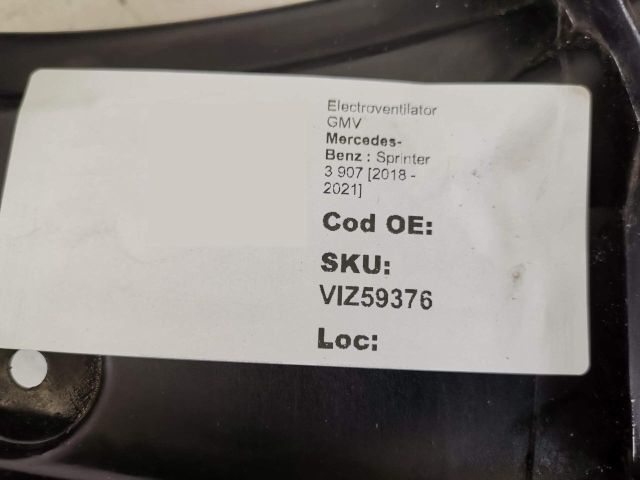 Electroventilator
GMV
Mercedes-
Benz : Sprinter
3 907 [2018 -
2021]
Cod OE:
SKU:
VIZ59376
Loc: